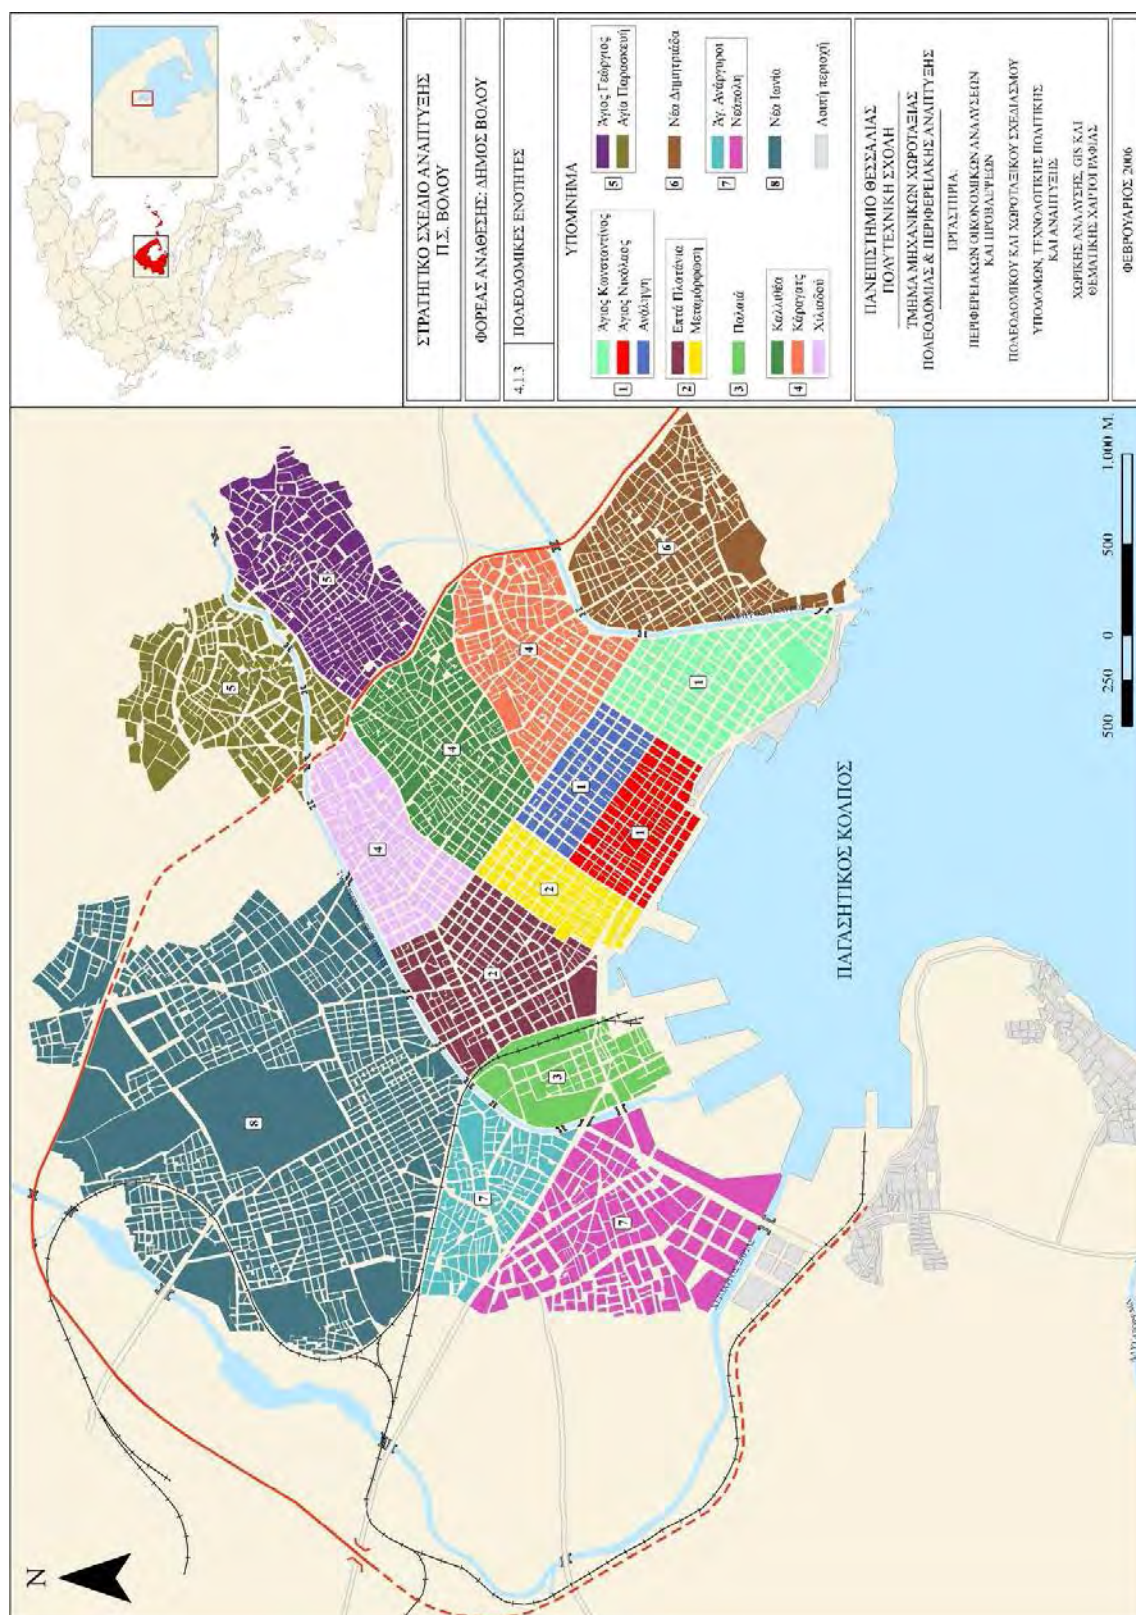 ΣΤΡΑΤΗΓΙΚΟ ΣΧΕΔΙΟ ΑΝΑΠΤΥΞΗΣ
Π.Σ. ΒΟΛΟΥ
ΦΟΡΕΑΣ ΑΝΑΘΕΣΗΣ: ΔΗΜΟΣ ΒΟΛΟΥ
4.1.3
ΠΟΛΕΟΔΟΜΙΚΕΣ ΕΝΟΤΗΤΕΣ
ΥΠΟΜΝΗΜΑ
1
Άγιος Κωνσταντίνος
Άγιος Νικόλαος
Ανάληψη
2
Επτά Πλατάνια
Μεταμόρφωση
3
Παλαιά
4
Καλλιθέα
Κάραγατς
Χιλιαδού
5
Άγιος Γεώργιος
Αγία Παρασκευή
6
Νέα Δημητριάδα
7
Άγ. Ανάργυροι
Νεάπολη
8
Νέα Ιωνία
Λοιπή περιοχή
ΠΑΝΕΠΙΣΤΗΜΙΟ ΘΕΣΣΑΛΙΑΣ
ΠΟΛΥΤΕΧΝΙΚΗ ΣΧΟΛΗ
ΤΜΗΜΑ ΜΗΧΑΝΙΚΩΝ ΧΩΡΟΤΑΞΙΑΣ
ΠΟΛΕΟΔΟΜΙΑΣ & ΠΕΡΙΦΕΡΕΙΑΚΗΣ ΑΝΑΠΤΥΞΗΣ
ΕΡΓΑΣΤΗΡΙΑ:
ΠΕΡΙΦΕΡΕΙΑΚΩΝ ΟΙΚΟΝΟΜΙΚΩΝ ΑΝΑΛΥΣΕΩΝ
ΚΑΙ ΠΡΟΒΛΕΨΕΩΝ
ΠΟΛΕΟΔΟΜΙΚΟΥ ΚΑΙ ΧΩΡΟΤΑΞΙΚΟΥ ΣΧΕΔΙΑΣΜΟΥ
ΥΠΟΔΟΜΩΝ, ΤΕΧΝΟΛΟΓΙΚΗΣ ΠΟΛΙΤΙΚΗΣ
ΚΑΙ ΑΝΑΠΤΥΞΗΣ
ΧΩΡΙΚΗΣ ΑΝΑΛΥΣΗΣ, GIS ΚΑΙ
ΘΕΜΑΤΙΚΗΣ ΧΑΡΤΟΓΡΑΦΙΑΣ
ΦΕΒΡΟΥΑΡΙΟΣ 2006
N
5
5
8
4
4
4
6
7
2
2
1
1
1
3
7
ΠΑΓΑΣΗΤΙΚΟΣ ΚΟΛΠΟΣ
500 250 0 500 1,000 M.